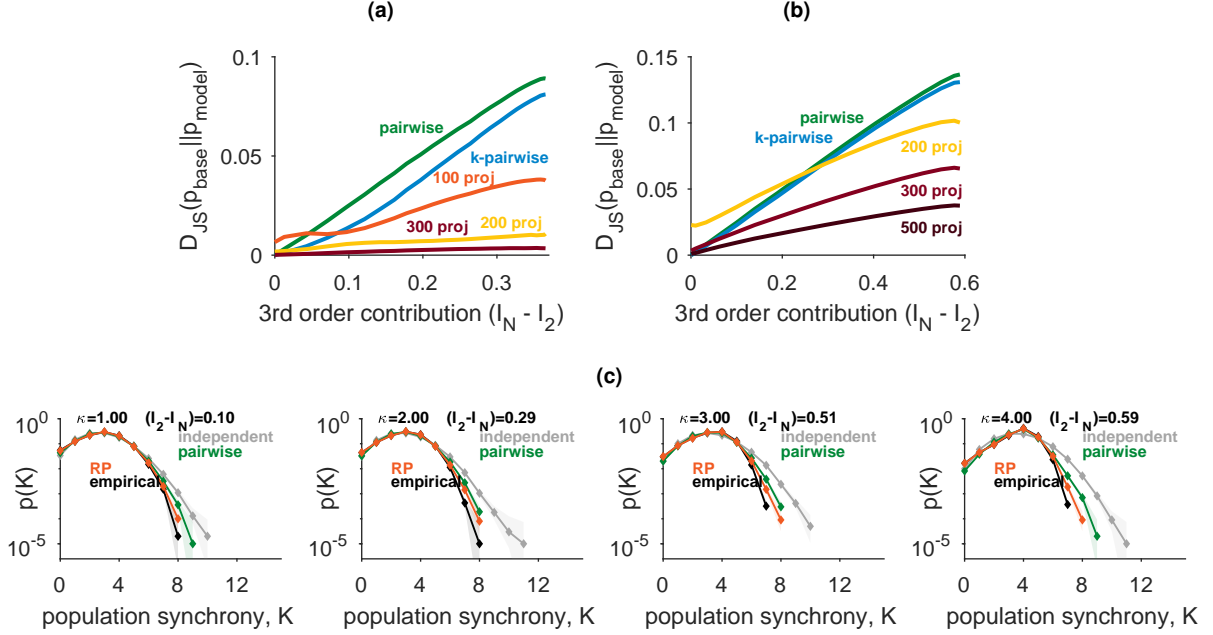 (a)
(b)
0.1
0.05
0
D_JS(p_base||p_model)
pairwise
k-pairwise
100 proj
300 proj
200 proj
0 0.1 0.2 0.3
3rd order contribution (I_N - I_2)
0.15
0.1
0.05
0
D_JS(p_base||p_model)
pairwise
k-pairwise
200 proj
300 proj
500 proj
0 0.2 0.4 0.6
3rd order contribution (I_N - I_2)
(c)
κ=1.00 (I_2-I_N)=0.10
independent
pairwise
RP
empirical
10^0
10^-5
p(K)
0 4 8 12
population synchrony, K
κ=2.00 (I_2-I_N)=0.29
independent
pairwise
RP
empirical
10^0
10^-5
p(K)
0 4 8 12
population synchrony, K
κ=3.00 (I_2-I_N)=0.51
independent
pairwise
RP
empirical
10^0
10^-5
p(K)
0 4 8 12
population synchrony, K
κ=4.00 (I_2-I_N)=0.59
independent
pairwise
RP
empirical
10^0
10^-5
p(K)
0 4 8 12
population synchrony, K